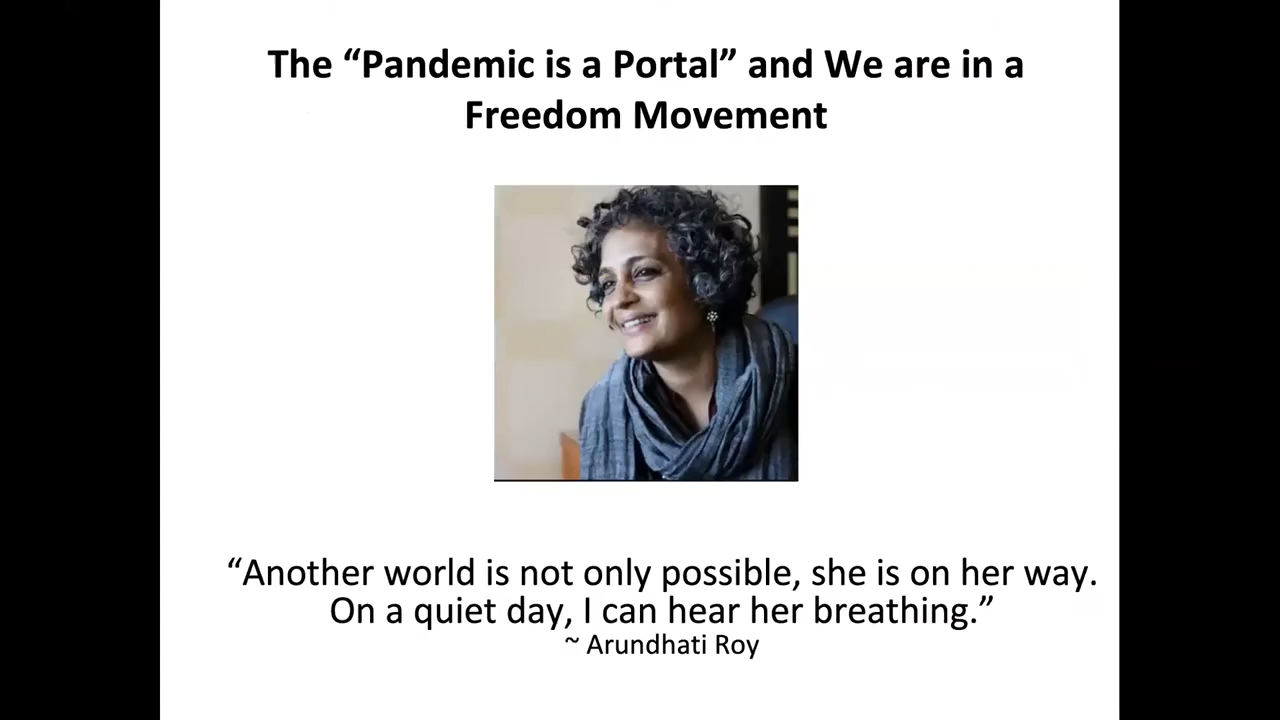 The “Pandemic is a Portal” and We are in a
Freedom Movement
“Another world is not only possible, she is on her way.
On a quiet day, I can hear her breathing.”
~ Arundhati Roy